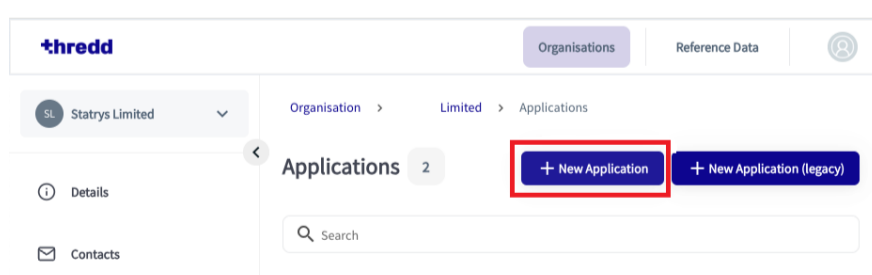 thredd
Organisations
Reference Data
SL
Statrys Limited
Organisation > Limited > Applications
Applications 2
+ New Application
+ New Application (legacy)
Details
Search
Contacts